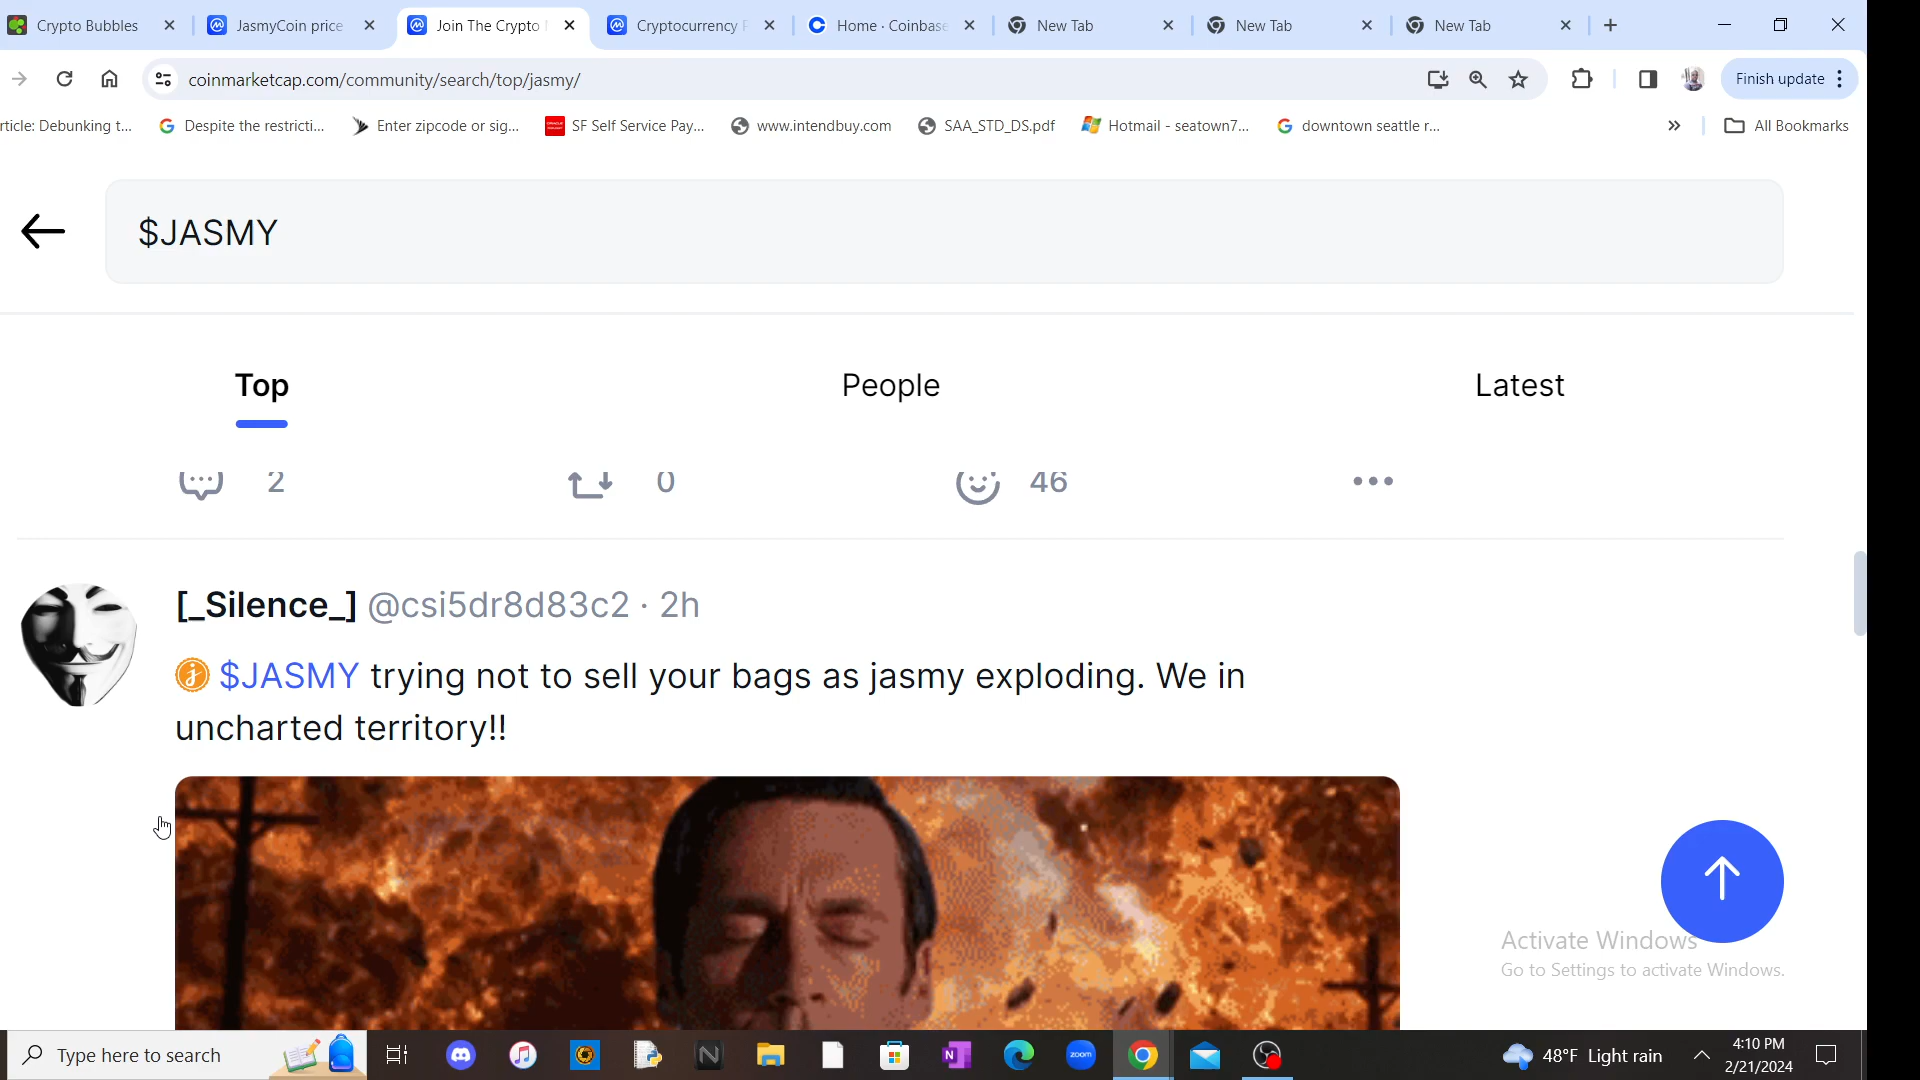 Crypto Bubbles
JasmyCoin price
Join The Crypto
Cryptocurrency
Home · Coinbase
New Tab
New Tab
New Tab
coinmarketcap.com/community/search/top/jasmy/
Finish update
rticle: Debunking t...
Despite the restricti...
Enter zipcode or sig...
SF Self Service Pay...
www.intendbuy.com
SAA_STD_DS.pdf
Hotmail - seatown7...
downtown seattle r...
All Bookmarks
$JASMY
Top
People
Latest
2
0
46
[_Silence_] @csi5dr8d83c2 · 2h
$JASMY trying not to sell your bags as jasmy exploding. We in
uncharted territory!!
Activate Windows
Go to Settings to activate Windows.
Type here to search
zoom
48°F Light rain
4:10 PM
2/21/2024